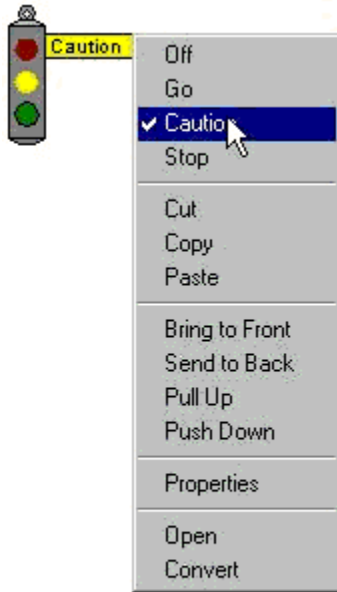 Caution
Off
Go
Caution
Stop
Cut
Copy
Paste
Bring to Front
Send to Back
Pull Up
Push Down
Properties
Open
Convert